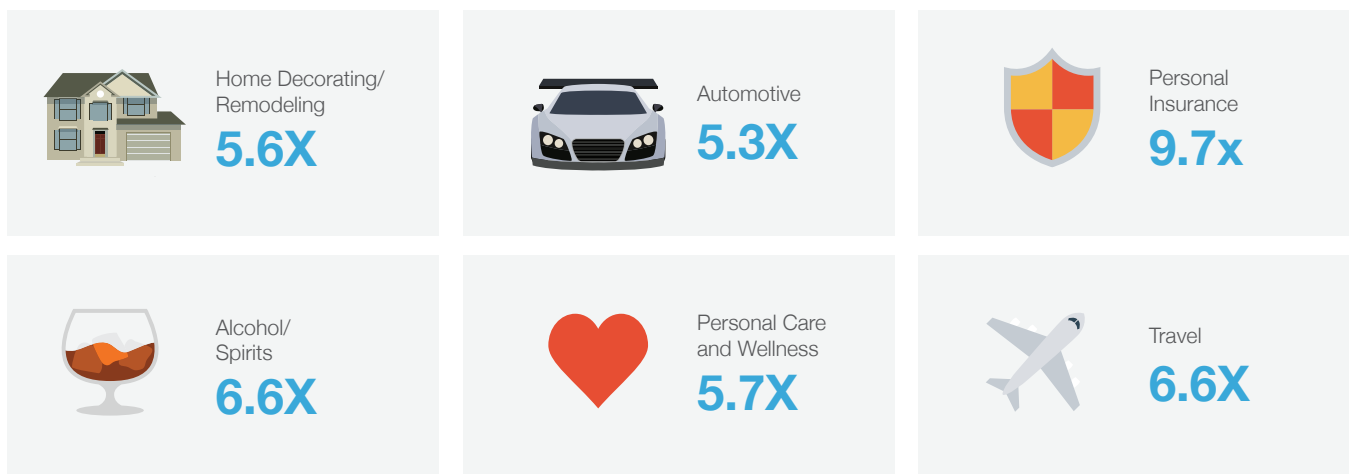 Home Decorating/
Remodeling
5.6X
Automotive
5.3X
Personal
Insurance
9.7x
Alcohol/
Spirits
6.6X
Personal Care
and Wellness
5.7X
Travel
6.6X